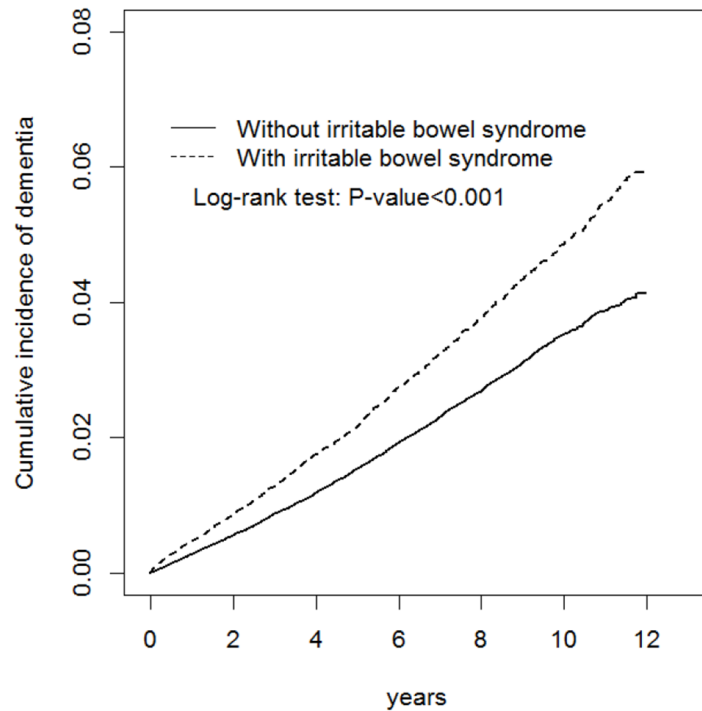 0.08
0.06
0.04
0.02
0.00
Cumulative incidence of dementia
Without irritable bowel syndrome
With irritable bowel syndrome
Log-rank test: P-value<0.001
0 2 4 6 8 10 12
years